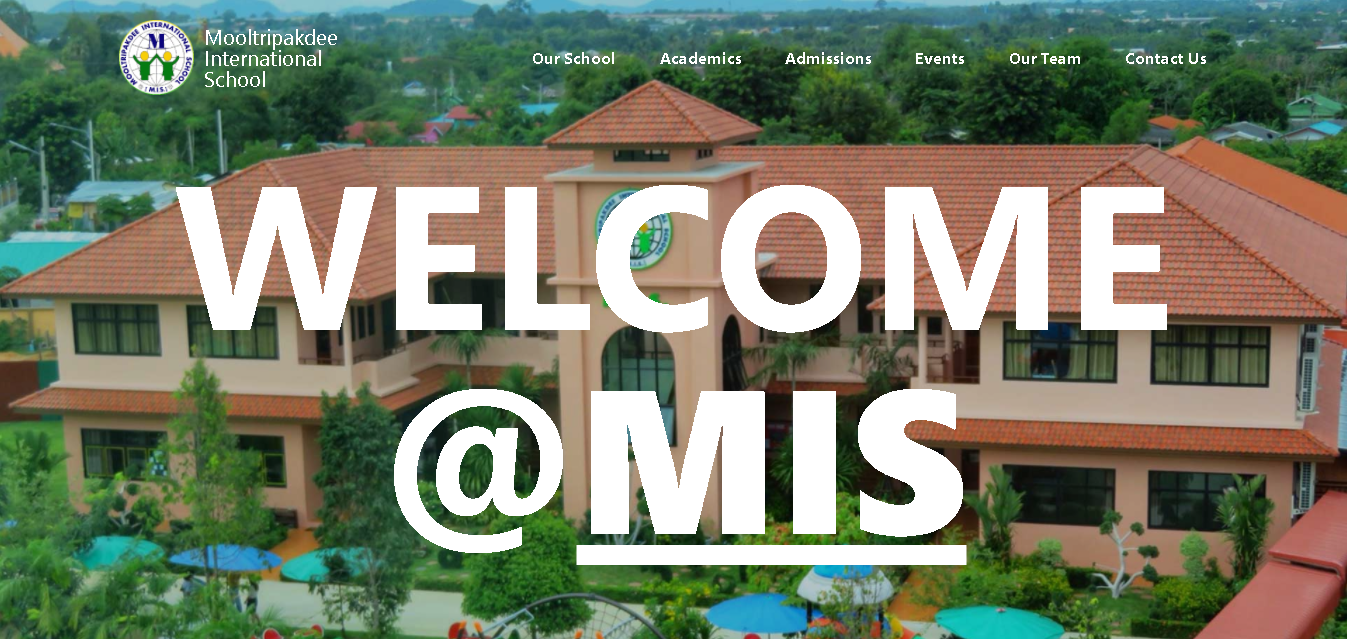 Mooltripakdee
International
School
MOOLTRIPAKDEE INTERNATIONAL SCHOOL
M
(M.I.S.)
Our School Academics Admissions Events Our Team Contact Us
WELCOME
@MIS